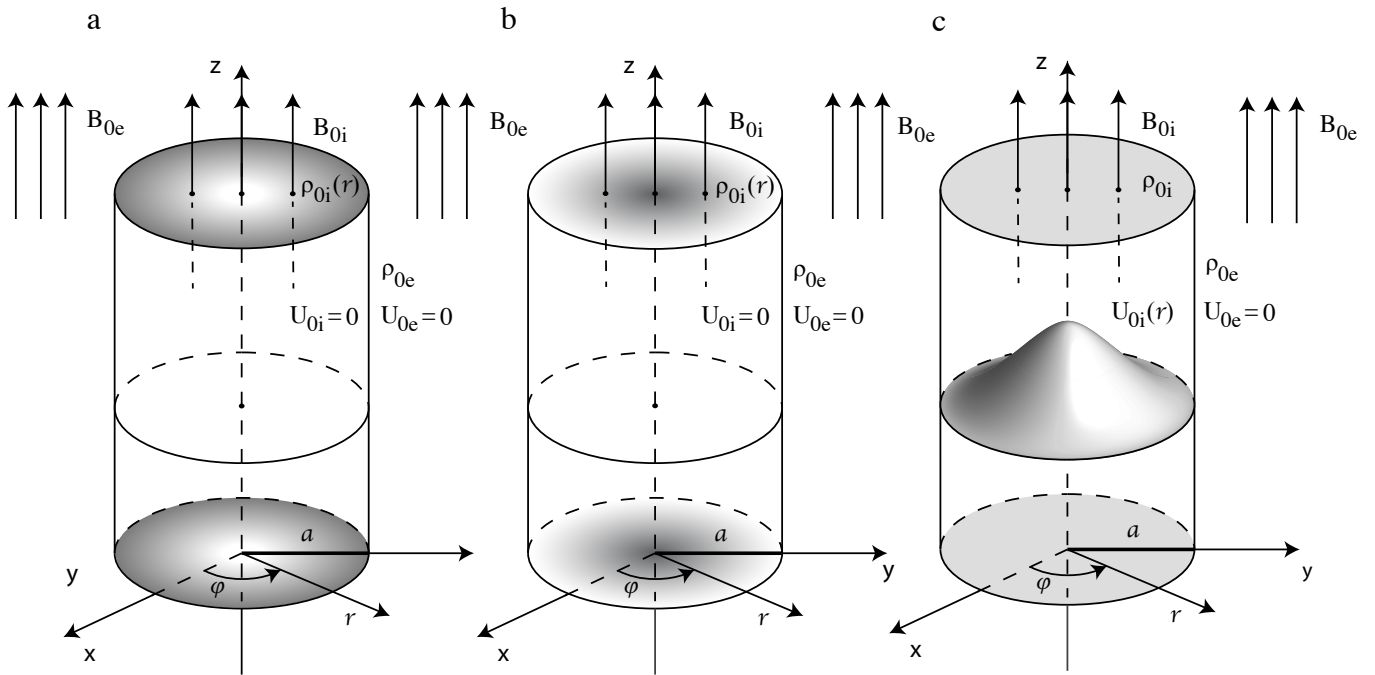 a b c
z z z
B0e B0i B0e B0i B0e B0i B0e
ρ0i(r) ρ0i(r) ρ0i
ρ0e ρ0e ρ0e
U0i=0 U0e=0 U0i=0 U0e=0 U0i(r) U0e=0
a a a
y y y
φ φ φ
r r r
x x x